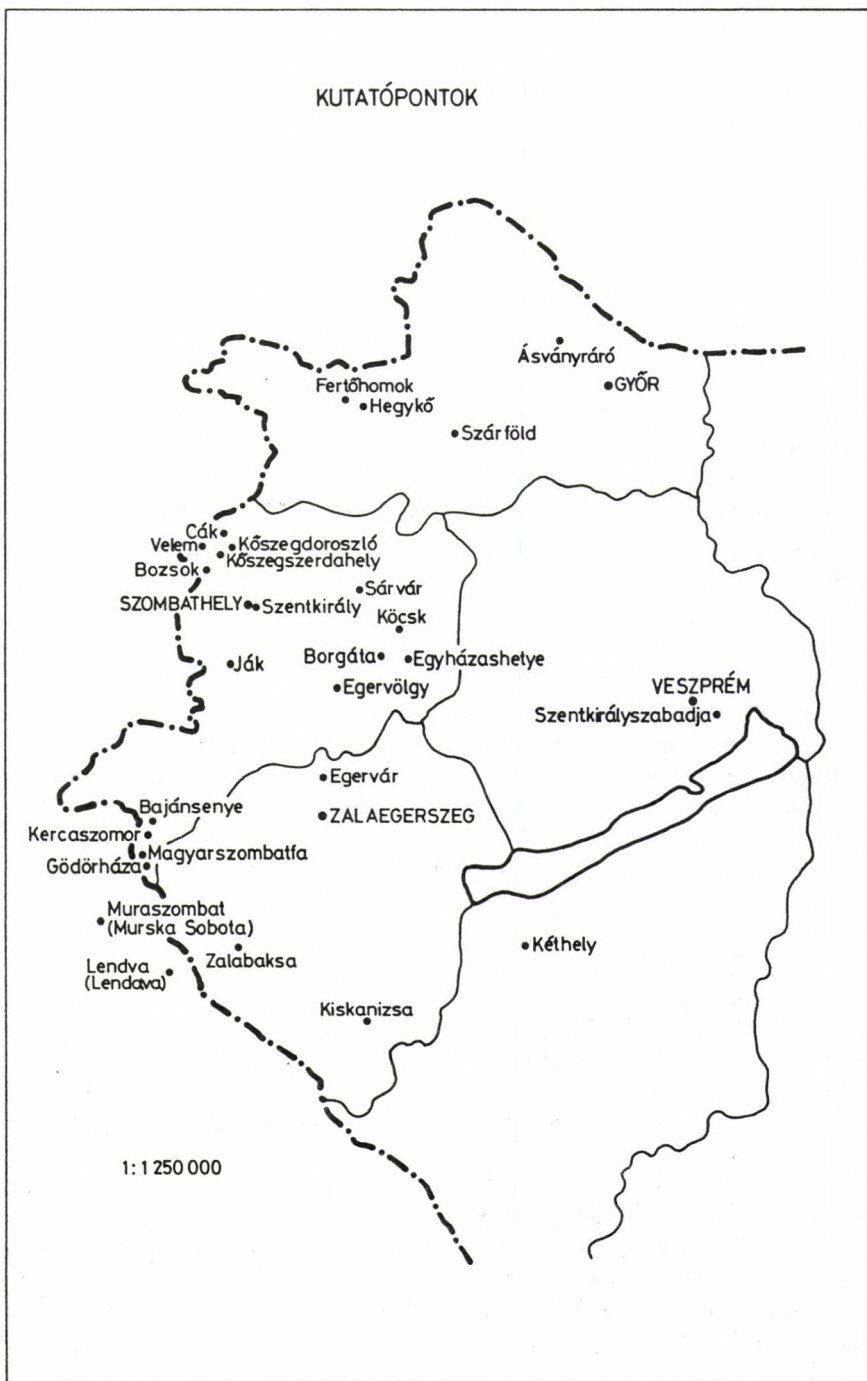 KUTATÓPONTOK
Ásványráró
GYŐR
Fertőhomok
Hegykő
Szárföld
Cák
Velem
Kőszegdoroszló
Kőszegszerdahely
Bozsok
Sárvár
SZOMBATHELY
Szentkirály
Köcsk
Borgáta
Egyházashetye
Ják
Egervölgy
VESZPRÉM
Szentkirályszabadja
Egervár
ZALAEGERSZEG
Bajánsenye
Kercaszomor
Magyarszombatfa
Gödörháza
Muraszombat
(Murska Sobota)
Kéthely
Zalabaksa
Lendva
(Lendava)
Kiskanizsa
1:1 250 000